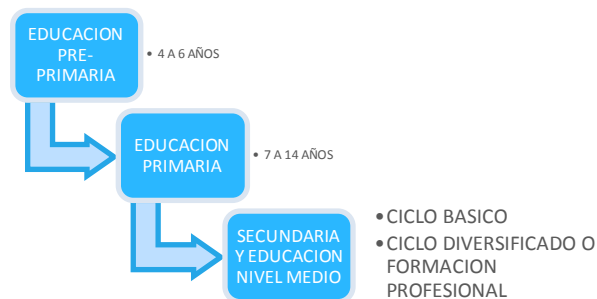 EDUCACION
PRE-
PRIMARIA
• 4 A 6 AÑOS
EDUCACION
PRIMARIA
• 7 A 14 AÑOS
SECUNDARIA
Y EDUCACION
NIVEL MEDIO
• CICLO BASICO
• CICLO DIVERSIFICADO O
FORMACION
PROFESIONAL